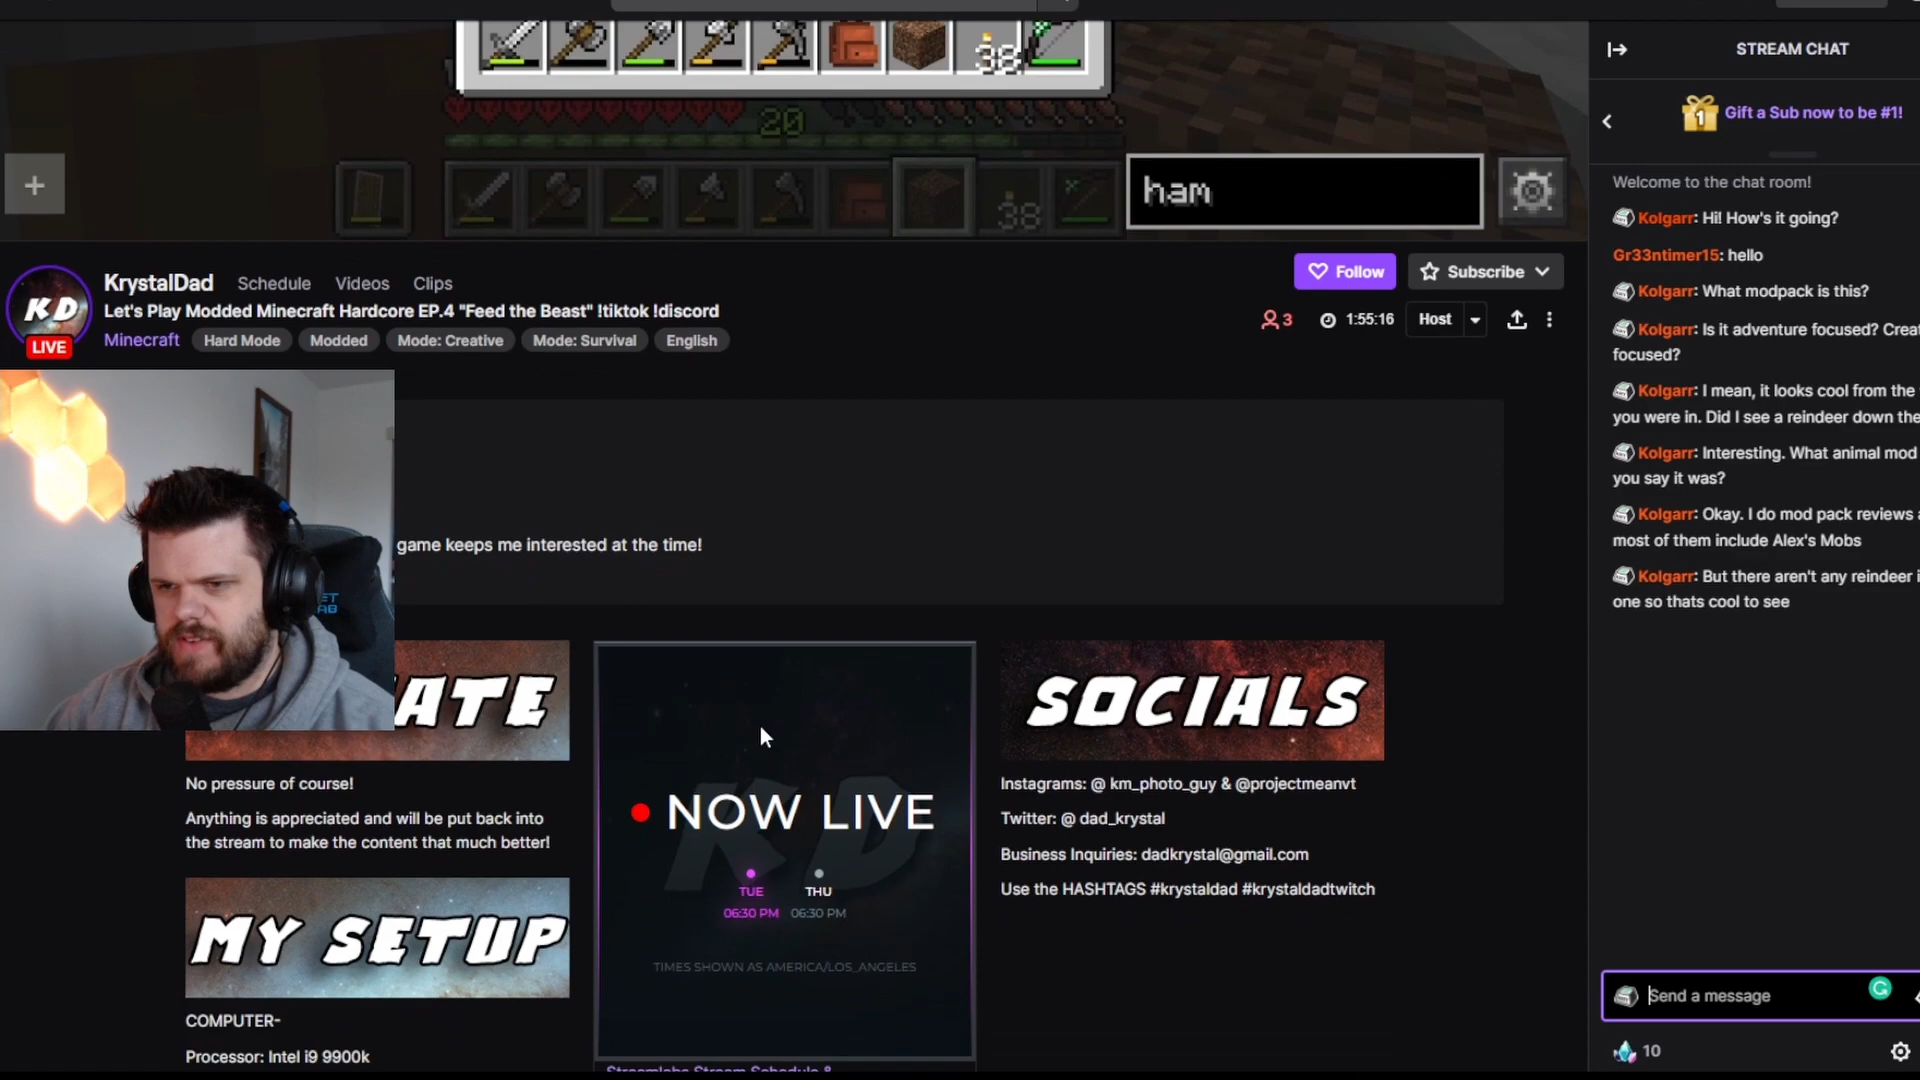 38
20
38
ham
KrystalDad Schedule Videos Clips
Follow
Subscribe
Let's Play Modded Minecraft Hardcore EP.4 "Feed the Beast" !tiktok !discord
LIVE
Minecraft Hard Mode Modded Mode: Creative Mode: Survival English
3
1:55:16
Host
game keeps me interested at the time!
ATE
No pressure of course!
Anything is appreciated and will be put back into
the stream to make the content that much better!
MY SETUP
COMPUTER-
Processor: Intel i9 9900k
KD
NOW LIVE
TUE THU
06:30 PM 06:30 PM
TIMES SHOWN AS AMERICA/LOS_ANGELES
SOCIALS
Instagrams: @ km_photo_guy & @projectmeanvt
Twitter: @ dad_krystal
Business Inquiries: dadkrystal@gmail.com
Use the HASHTAGS #krystaldad #krystaldadtwitch
STREAM CHAT
1
Gift a Sub now to be #1!
Welcome to the chat room!
Kolgarr: Hi! How's it going?
Gr33ntimer15: hello
Kolgarr: What modpack is this?
Kolgarr: Is it adventure focused? Creat
focused?
Kolgarr: I mean, it looks cool from the
you were in. Did I see a reindeer down the
Kolgarr: Interesting. What animal mod
you say it was?
Kolgarr: Okay. I do mod pack reviews a
most of them include Alex's Mobs
Kolgarr: But there aren't any reindeer i
one so thats cool to see
Send a message
10